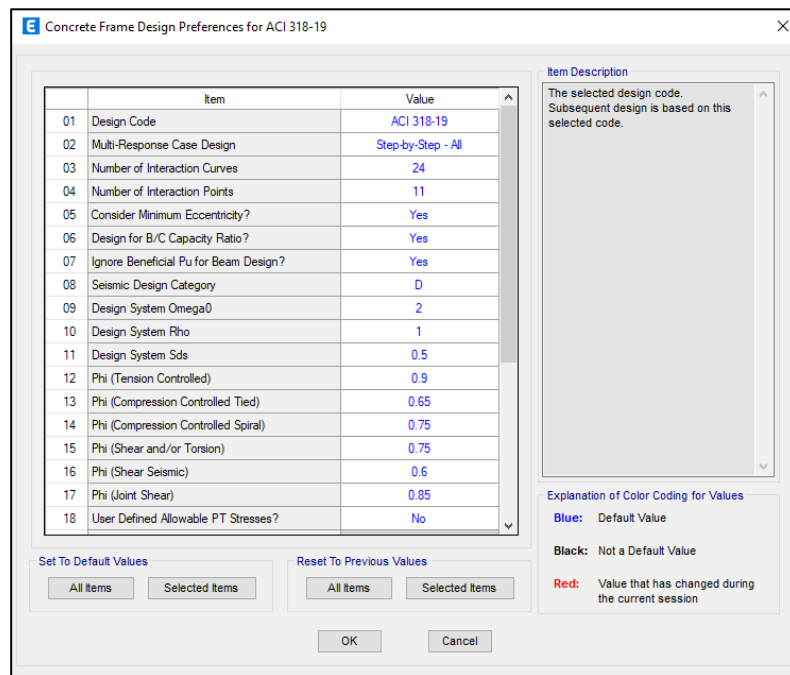 E Concrete Frame Design Preferences for ACI 318-19
Item Value
01 Design Code ACI 318-19
02 Multi-Response Case Design Step-by-Step - All
03 Number of Interaction Curves 24
04 Number of Interaction Points 11
05 Consider Minimum Eccentricity? Yes
06 Design for B/C Capacity Ratio? Yes
07 Ignore Beneficial Pu for Beam Design? Yes
08 Seismic Design Category D
09 Design System Omega0 2
10 Design System Rho 1
11 Design System Sds 0.5
12 Phi (Tension Controlled) 0.9
13 Phi (Compression Controlled Tied) 0.65
14 Phi (Compression Controlled Spiral) 0.75
15 Phi (Shear and/or Torsion) 0.75
16 Phi (Shear Seismic) 0.6
17 Phi (Joint Shear) 0.85
18 User Defined Allowable PT Stresses? No
Item Description
The selected design code.
Subsequent design is based on this
selected code.
Explanation of Color Coding for Values
Blue: Default Value
Black: Not a Default Value
Red: Value that has changed during
the current session
Set To Default Values
All Items Selected Items
Reset To Previous Values
All Items Selected Items
OK Cancel